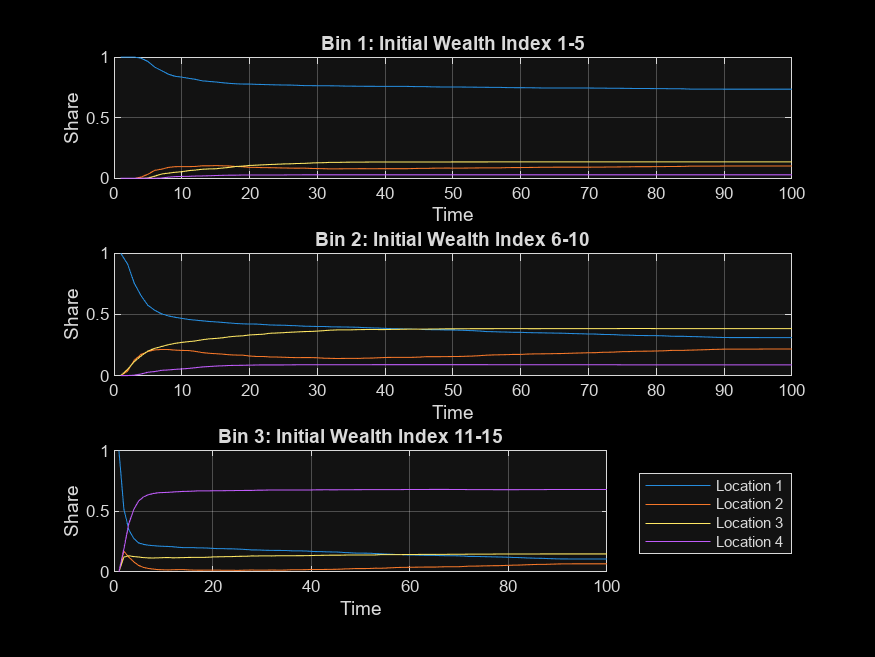 Bin 1: Initial Wealth Index 1-5
1
0.5
0
Share
0 10 20 30 40 50 60 70 80 90 100
Time
Bin 2: Initial Wealth Index 6-10
1
0.5
0
Share
0 10 20 30 40 50 60 70 80 90 100
Time
Bin 3: Initial Wealth Index 11-15
1
0.5
0
Share
0 20 40 60 80 100
Time
Location 1
Location 2
Location 3
Location 4